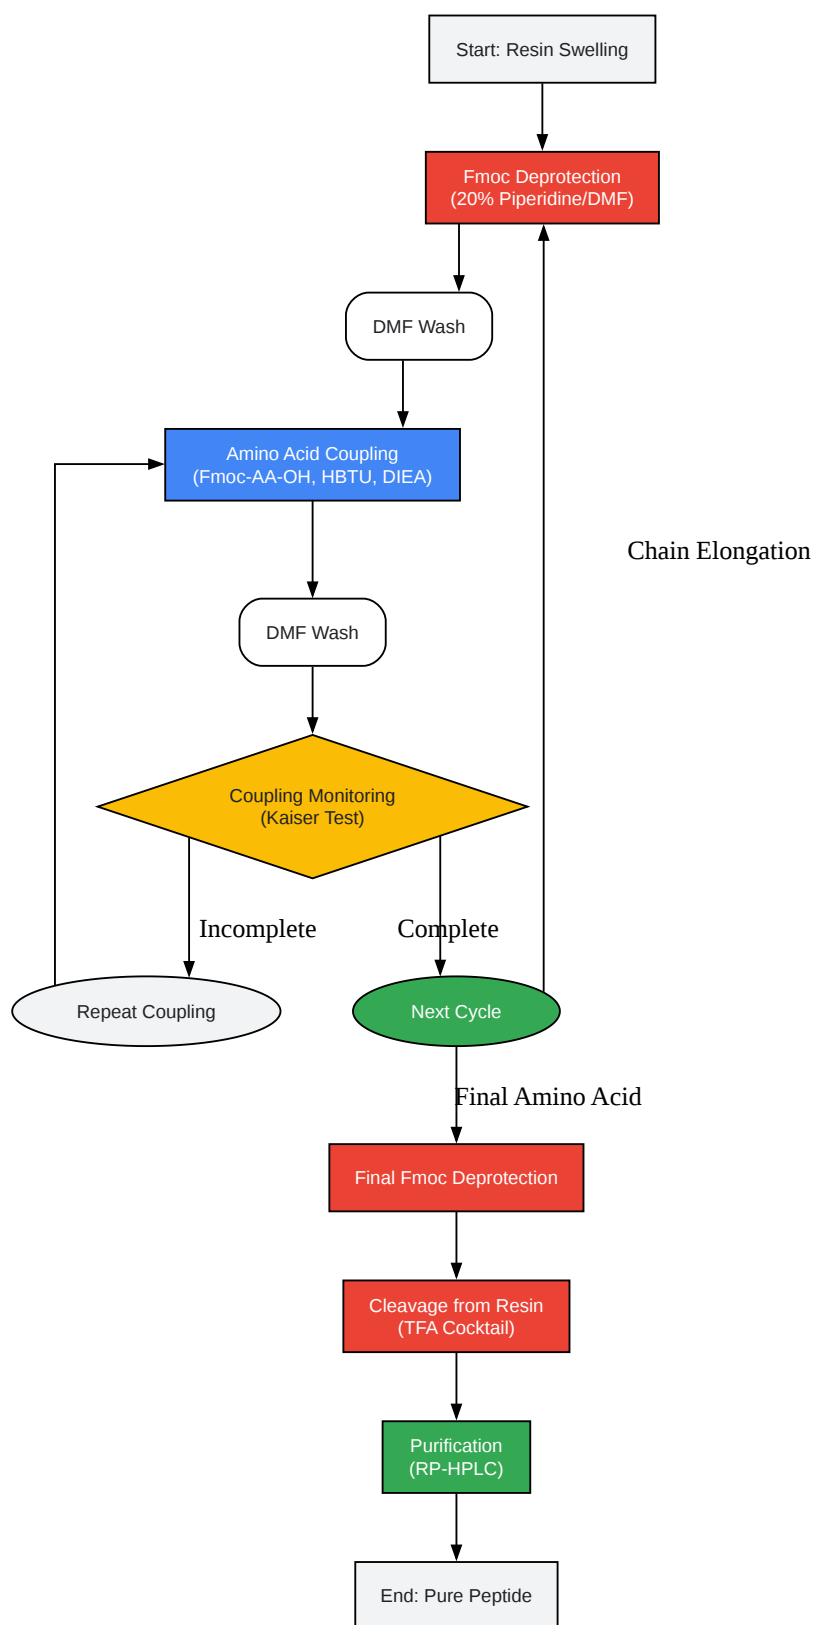 Start: Resin Swelling
Fmoc Deprotection
(20% Piperidine/DMF)
DMF Wash
Amino Acid Coupling
(Fmoc-AA-OH, HBTU, DIEA)
Chain Elongation
DMF Wash
Coupling Monitoring
(Kaiser Test)
Incomplete
Complete
Repeat Coupling
Next Cycle
Final Amino Acid
Final Fmoc Deprotection
Cleavage from Resin
(TFA Cocktail)
Purification
(RP-HPLC)
End: Pure Peptide